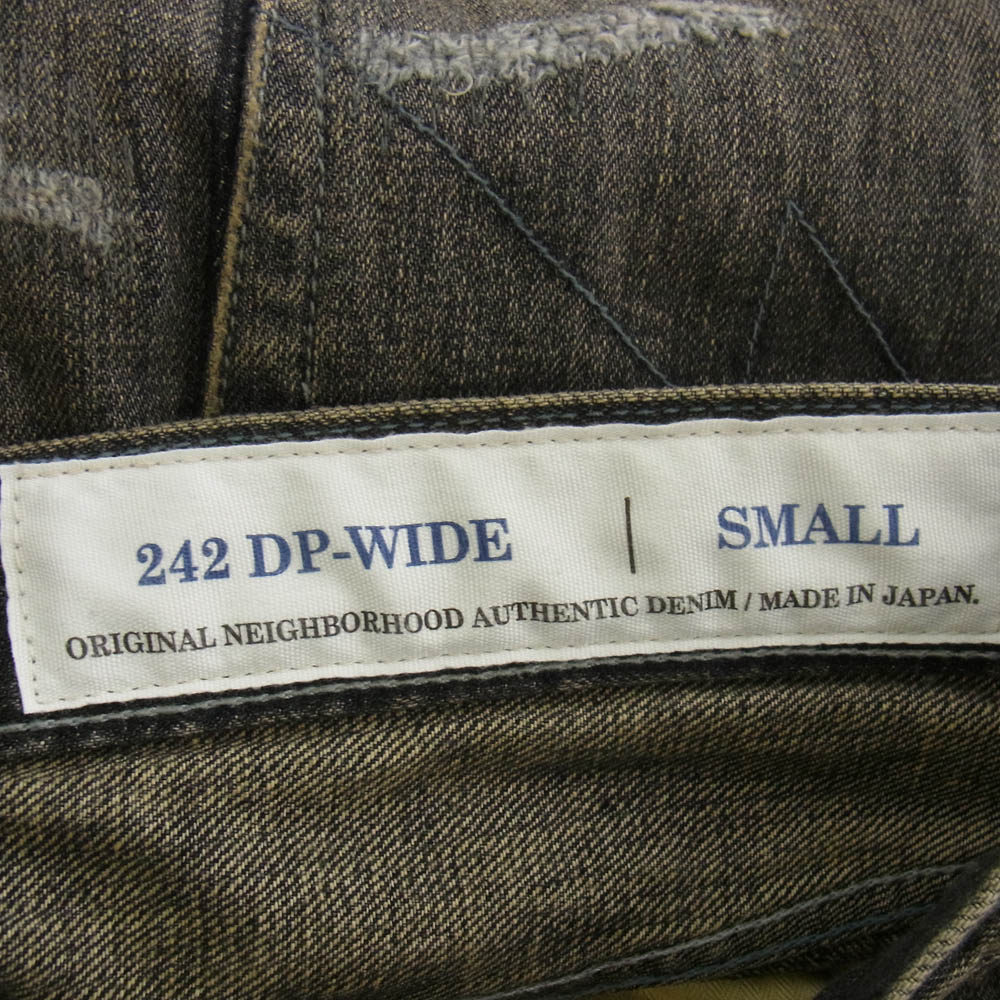 242 DP-WIDE | SMALL
ORIGINAL NEIGHBORHOOD AUTHENTIC DENIM / MADE IN JAPAN.